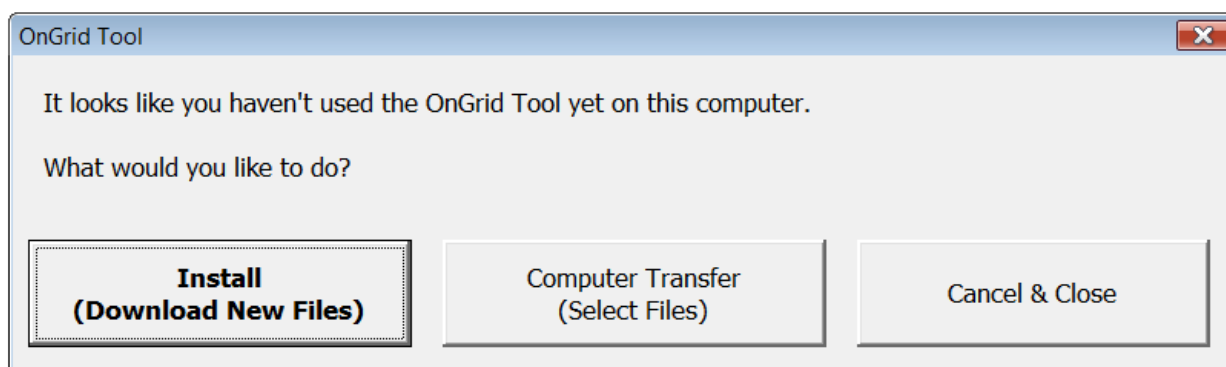 OnGrid Tool
It looks like you haven't used the OnGrid Tool yet on this computer.
What would you like to do?
Install
(Download New Files)
Computer Transfer
(Select Files)
Cancel & Close